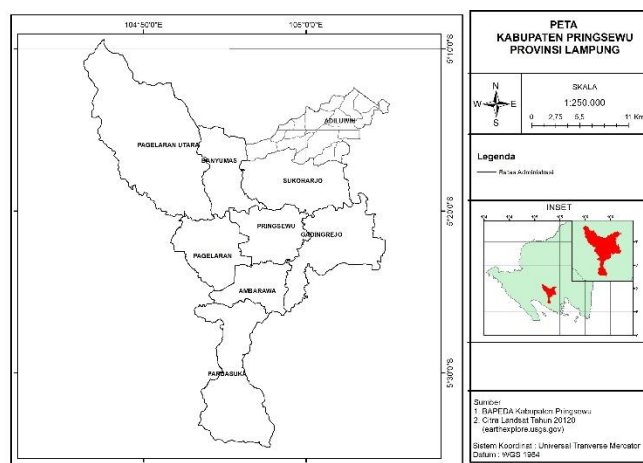 104°50'0"E
105°0'0"E
5°10'0"S
5°20'0"S
5°30'0"S
ADILUWIH
PAGELARAN UTARA
BANYUMAS
SUKOHARJO
PRINGSEWU
GADINGREJO
PAGELARAN
AMBARAWA
PARDASUKA
PETA
KABUPATEN PRINGSEWU
PROVINSI LAMPUNG
N
W E
S
SKALA
1:250.000
0 2,75 5,5 11 Km
Legenda
Batas Administrasi
INSET
Sumber
1. BAPEDA Kabupaten Pringsewu
2. Citra Landsat Tahun 20120
(earthexplore.usgs.gov)
Sistem Koordinat : Universal Tranverse Mercator
Datum : WGS 1984